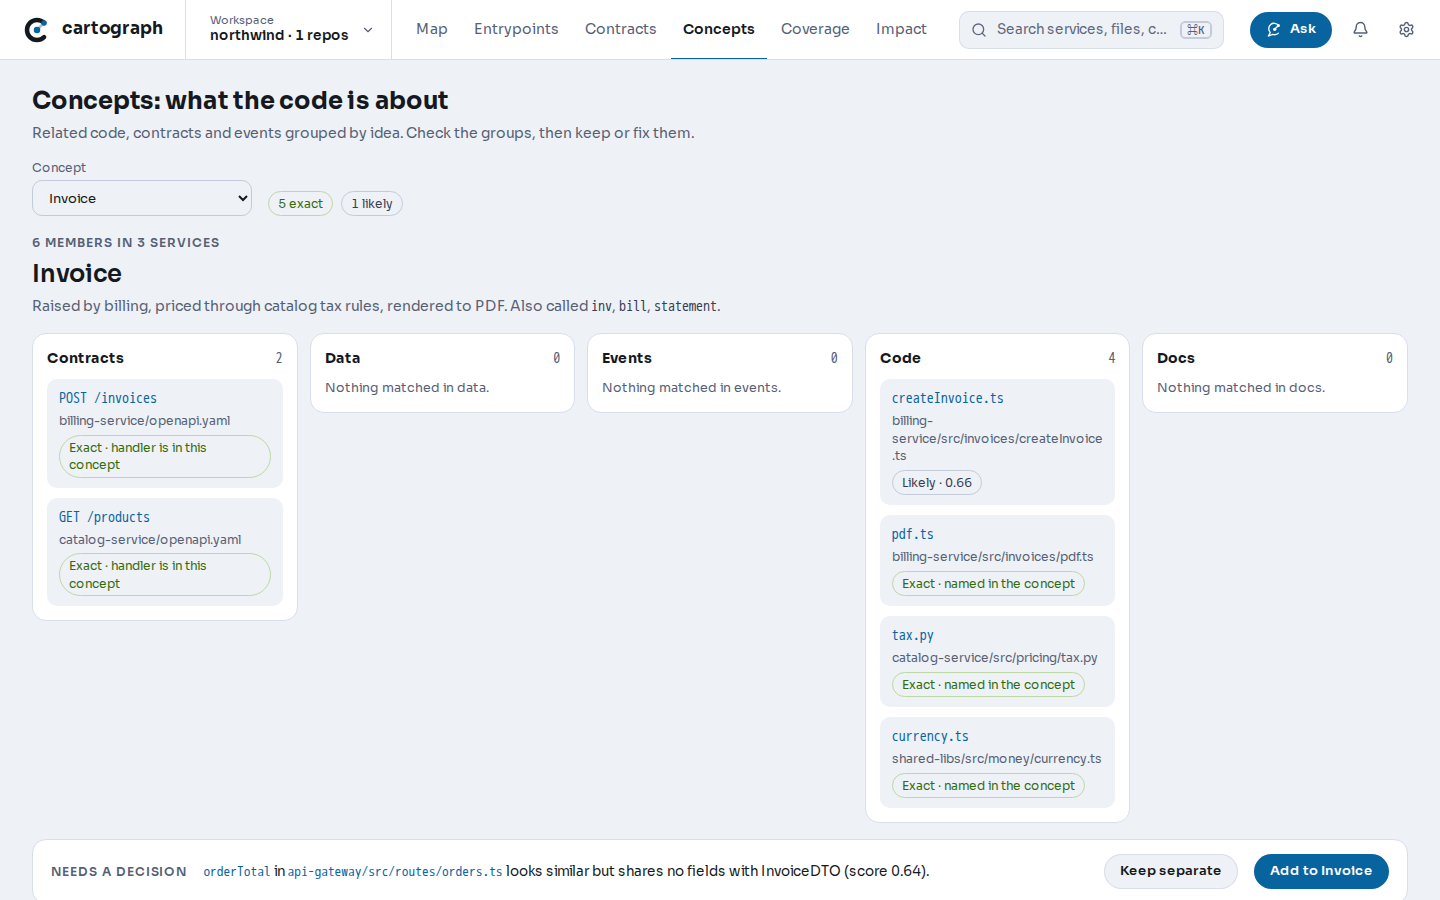 cartograph
Workspace
northwind · 1 repos
Map
Entrypoints
Contracts
Concepts
Coverage
Impact
Search services, files, c...
⌘K
Ask
Concepts: what the code is about
Related code, contracts and events grouped by idea. Check the groups, then keep or fix them.
Concept
Invoice
5 exact
1 likely
6 MEMBERS IN 3 SERVICES
Invoice
Raised by billing, priced through catalog tax rules, rendered to PDF. Also called inv, bill, statement.
Contracts 2
POST /invoices
billing-service/openapi.yaml
Exact · handler is in this
concept
GET /products
catalog-service/openapi.yaml
Exact · handler is in this
concept
Data 0
Nothing matched in data.
Events 0
Nothing matched in events.
Code 4
createInvoice.ts
billing-
service/src/invoices/createInvoice
.ts
Likely · 0.66
pdf.ts
billing-service/src/invoices/pdf.ts
Exact · named in the concept
tax.py
catalog-service/src/pricing/tax.py
Exact · named in the concept
currency.ts
shared-libs/src/money/currency.ts
Exact · named in the concept
Docs 0
Nothing matched in docs.
NEEDS A DECISION orderTotal in api-gateway/src/routes/orders.ts looks similar but shares no fields with InvoiceDTO (score 0.64).
Keep separate
Add to Invoice